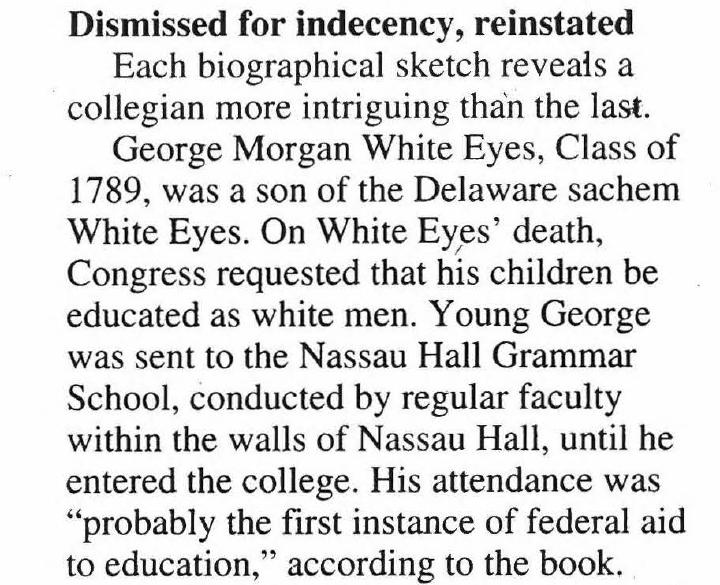 Dismissed for indecency, reinstated
Each biographical sketch reveals a
collegian more intriguing than the last.
George Morgan White Eyes, Class of
1789, was a son of the Delaware sachem
White Eyes. On White Eyes’ death,
Congress requested that his children be
educated as white men. Young George
was sent to the Nassau Hall Grammar
School, conducted by regular faculty
within the walls of Nassau Hall, until he
entered the college. His attendance was
“probably the first instance of federal aid
to education,” according to the book.